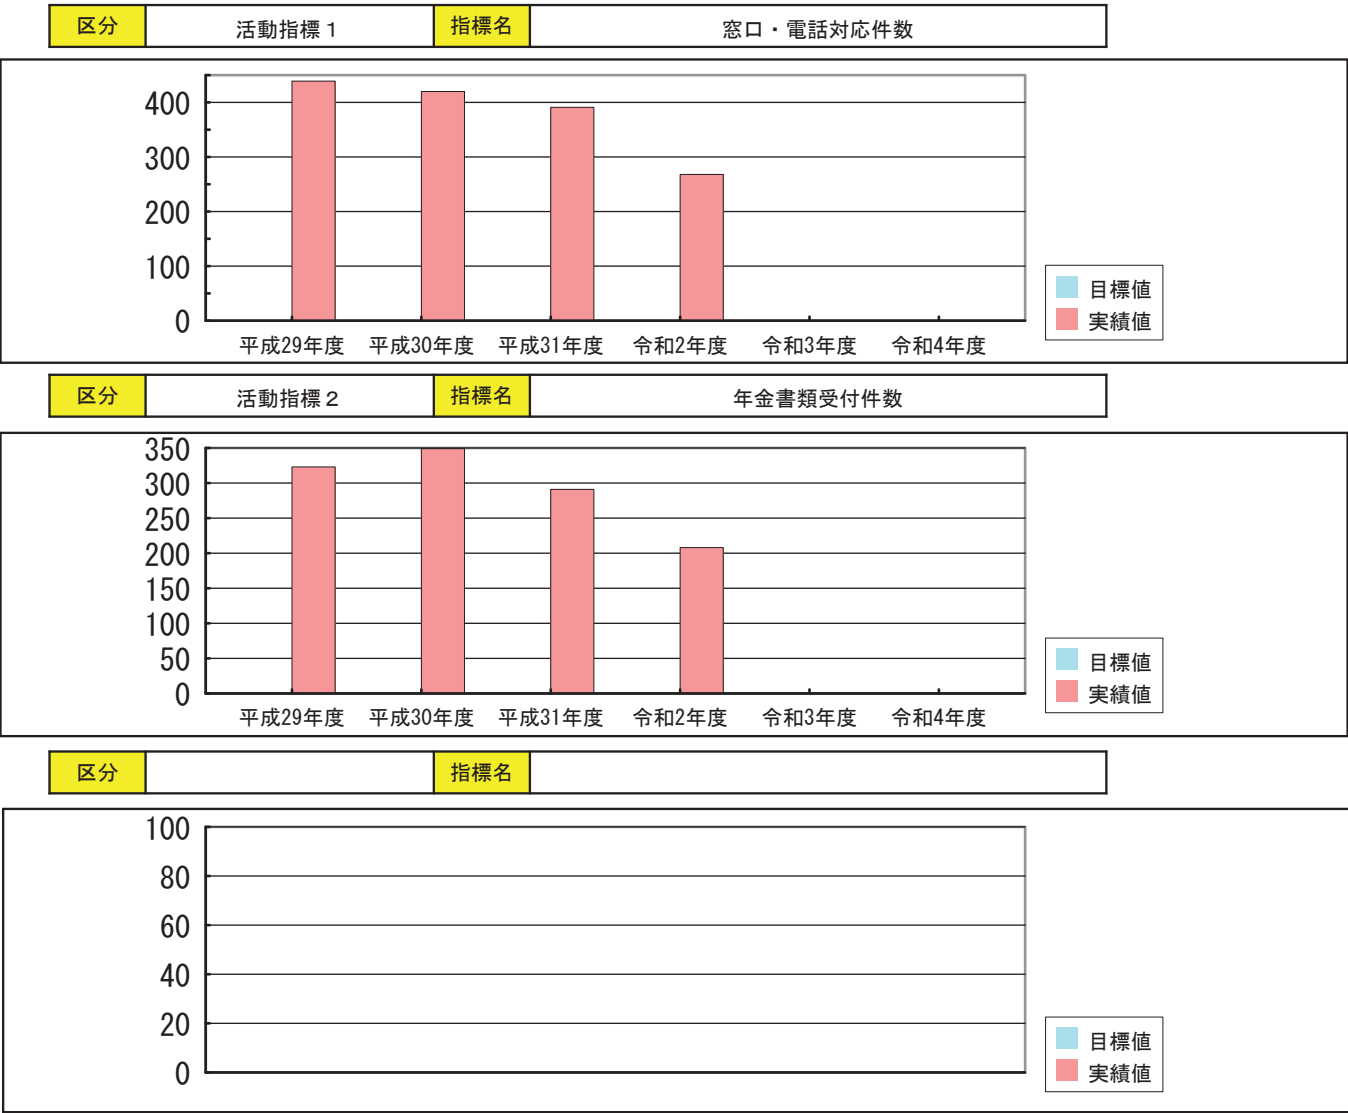 区分 活動指標１ 指標名 窓口・電話対応件数
400
300
200
100
0
平成29年度 平成30年度 平成31年度 令和2年度 令和3年度 令和4年度
目標値
実績値
区分 活動指標２ 指標名 年金書類受付件数
350
300
250
200
150
100
50
0
平成29年度 平成30年度 平成31年度 令和2年度 令和3年度 令和4年度
目標値
実績値
区分 指標名
100
80
60
40
20
0
目標値
実績値